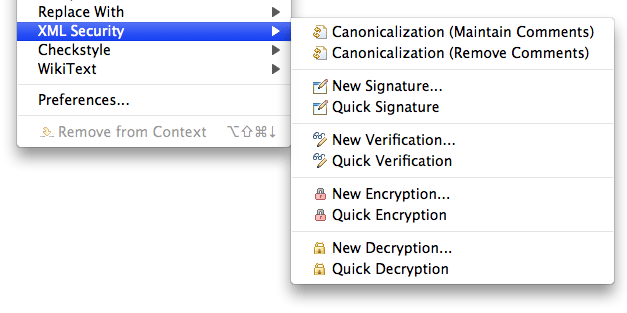 Replace With
XML Security
Checkstyle
WikiText
Preferences...
Remove from Context ⌥⇧⌘↓
Canonicalization (Maintain Comments)
Canonicalization (Remove Comments)
New Signature...
Quick Signature
New Verification...
Quick Verification
New Encryption...
Quick Encryption
New Decryption...
Quick Decryption